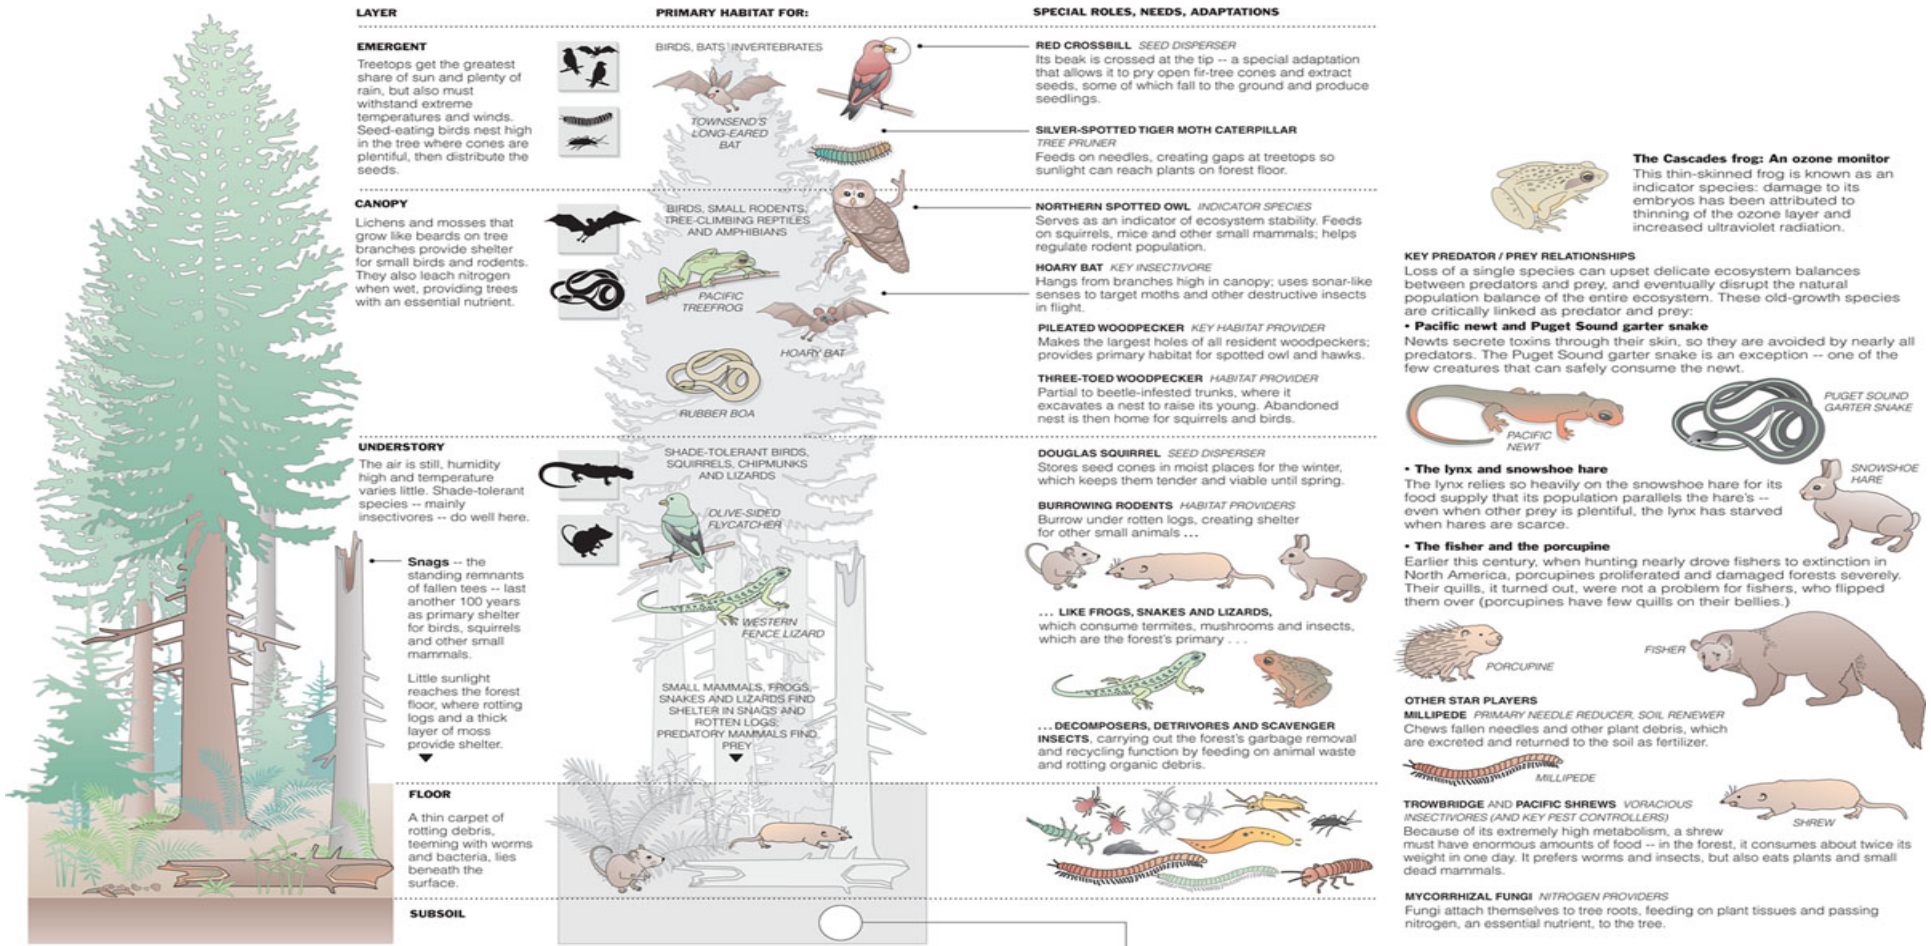 LAYER
PRIMARY HABITAT FOR:
SPECIAL ROLES, NEEDS, ADAPTATIONS
EMERGENT
Treetops get the greatest
share of sun and plenty of
rain, but also must
withstand extreme
temperatures and winds.
Seed-eating birds nest high
in the tree where cones are
plentiful, then distribute the
seeds.
BIRDS, BATS, INVERTEBRATES
TOWNSEND'S
LONG-EARED
BAT
RED CROSSBILL SEED DISPERSER
Its beak is crossed at the tip -- a special adaptation
that allows it to pry open fir-tree cones and extract
seeds, some of which fall to the ground and produce
seedlings.
SILVER-SPOTTED TIGER MOTH CATERPILLAR
TREE PRUNER
Feeds on needles, creating gaps at treetops so
sunlight can reach plants on forest floor.
CANOPY
Lichens and mosses that
grow like beards on tree
branches provide shelter
for small birds and rodents.
They also leach nitrogen
when wet, providing trees
with an essential nutrient.
BIRDS, SMALL RODENTS,
TREE-CLIMBING REPTILES
AND AMPHIBIANS
PACIFIC
TREEFROG
HOARY BAT
RUBBER BOA
NORTHERN SPOTTED OWL INDICATOR SPECIES
Serves as an indicator of ecosystem stability. Feeds
on squirrels, mice and other small mammals; helps
regulate rodent population.
HOARY BAT KEY INSECTIVORE
Hangs from branches high in canopy; uses sonar-like
senses to target moths and other destructive insects
in flight.
PILEATED WOODPECKER KEY HABITAT PROVIDER
Makes the largest holes of all resident woodpeckers;
provides primary habitat for spotted owl and hawks.
THREE-TOED WOODPECKER HABITAT PROVIDER
Partial to beetle-infested trunks, where it
excavates a nest to raise its young. Abandoned
nest is then home for squirrels and birds.
UNDERSTORY
The air is still, humidity
high and temperature
varies little. Shade-tolerant
species -- mainly
insectivores -- do well here.
Snags -- the
standing remnants
of fallen tees -- last
another 100 years
as primary shelter
for birds, squirrels
and other small
mammals.
Little sunlight
reaches the forest
floor, where rotting
logs and a thick
layer of moss
provide shelter.
SHADE-TOLERANT BIRDS,
SQUIRRELS, CHIPMUNKS
AND LIZARDS
OLIVE-SIDED
FLYCATCHER
WESTERN
FENCE LIZARD
SMALL MAMMALS, FROGS,
SNAKES AND LIZARDS FIND
SHELTER IN SNAGS AND
ROTTEN LOGS;
PREDATORY MAMMALS FIND
PREY
DOUGLAS SQUIRREL SEED DISPERSER
Stores seed cones in moist places for the winter,
which keeps them tender and viable until spring.
BURROWING RODENTS HABITAT PROVIDERS
Burrow under rotten logs, creating shelter
for other small animals ...
... LIKE FROGS, SNAKES AND LIZARDS,
which consume termites, mushrooms and insects,
which are the forest's primary . . .
... DECOMPOSERS, DETRIVORES AND SCAVENGER
INSECTS, carrying out the forest's garbage removal
and recycling function by feeding on animal waste
and rotting organic debris.
FLOOR
A thin carpet of
rotting debris,
teeming with worms
and bacteria, lies
beneath the
surface.
SUBSOIL
The Cascades frog: An ozone monitor
This thin-skinned frog is known as an
indicator species: damage to its
embryos has been attributed to
thinning of the ozone layer and
increased ultraviolet radiation.
KEY PREDATOR / PREY RELATIONSHIPS
Loss of a single species can upset delicate ecosystem balances
between predators and prey, and eventually disrupt the natural
population balance of the entire ecosystem. These old-growth species
are critically linked as predator and prey:
• Pacific newt and Puget Sound garter snake
Newts secrete toxins through their skin, so they are avoided by nearly all
predators. The Puget Sound garter snake is an exception -- one of the
few creatures that can safely consume the newt.
PACIFIC
NEWT
PUGET SOUND
GARTER SNAKE
• The lynx and snowshoe hare
The lynx relies so heavily on the snowshoe hare for its
food supply that its population parallels the hare's --
even when other prey is plentiful, the lynx has starved
when hares are scarce.
SNOWSHOE
HARE
• The fisher and the porcupine
Earlier this century, when hunting nearly drove fishers to extinction in
North America, porcupines proliferated and damaged forests severely.
Their quills, it turned out, were not a problem for fishers, who flipped
them over (porcupines have few quills on their bellies.)
PORCUPINE
FISHER
OTHER STAR PLAYERS
MILLIPEDE PRIMARY NEEDLE REDUCER, SOIL RENEWER
Chews fallen needles and other plant debris, which
are excreted and returned to the soil as fertilizer.
MILLIPEDE
TROWBRIDGE AND PACIFIC SHREWS VORACIOUS
INSECTIVORES (AND KEY PEST CONTROLLERS)
Because of its extremely high metabolism, a shrew
must have enormous amounts of food -- in the forest, it consumes about twice its
weight in one day. It prefers worms and insects, but also eats plants and small
dead mammals.
SHREW
MYCORRHIZAL FUNGI NITROGEN PROVIDERS
Fungi attach themselves to tree roots, feeding on plant tissues and passing
nitrogen, an essential nutrient, to the tree.